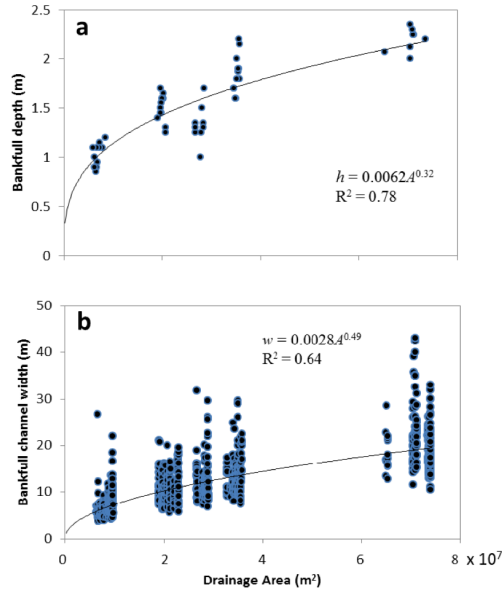 a
2.5
2
1.5
1
0.5
0
Bankfull depth (m)
h = 0.0062A^0.32
R² = 0.78
b
50
40
30
20
10
0
Bankfull channel width (m)
w = 0.0028A^0.49
R² = 0.64
0 2 4 6 8 x 10⁷
Drainage Area (m²)